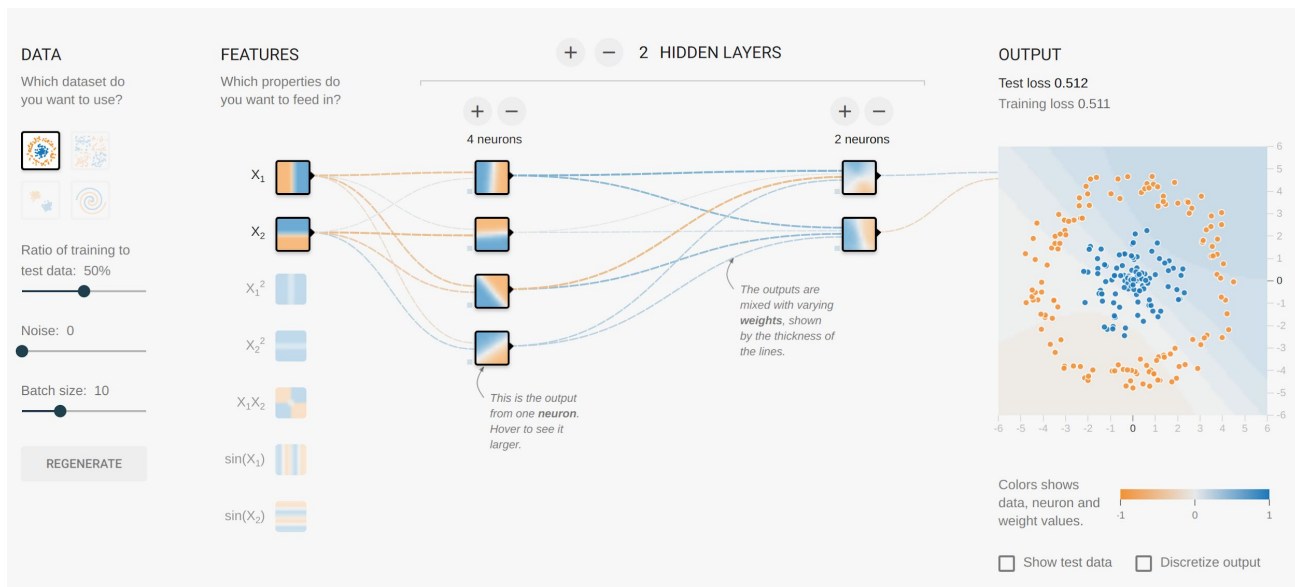 DATA
Which dataset do
you want to use?
Ratio of training to
test data: 50%
Noise: 0
Batch size: 10
REGENERATE
FEATURES
Which properties do
you want to feed in?
X1
X2
X1²
X2²
X1X2
sin(X1)
sin(X2)
+ − 2 HIDDEN LAYERS
+ −
4 neurons
+ −
2 neurons
This is the output
from one neuron.
Hover to see it
larger.
The outputs are
mixed with varying
weights, shown
by the thickness of
the lines.
OUTPUT
Test loss 0.512
Training loss 0.511
6
5
4
3
2
1
0
-1
-2
-3
-4
-5
-6
-6 -5 -4 -3 -2 -1 0 1 2 3 4 5 6
Colors shows
data, neuron and
weight values.
-1 0 1
Show test data Discretize output